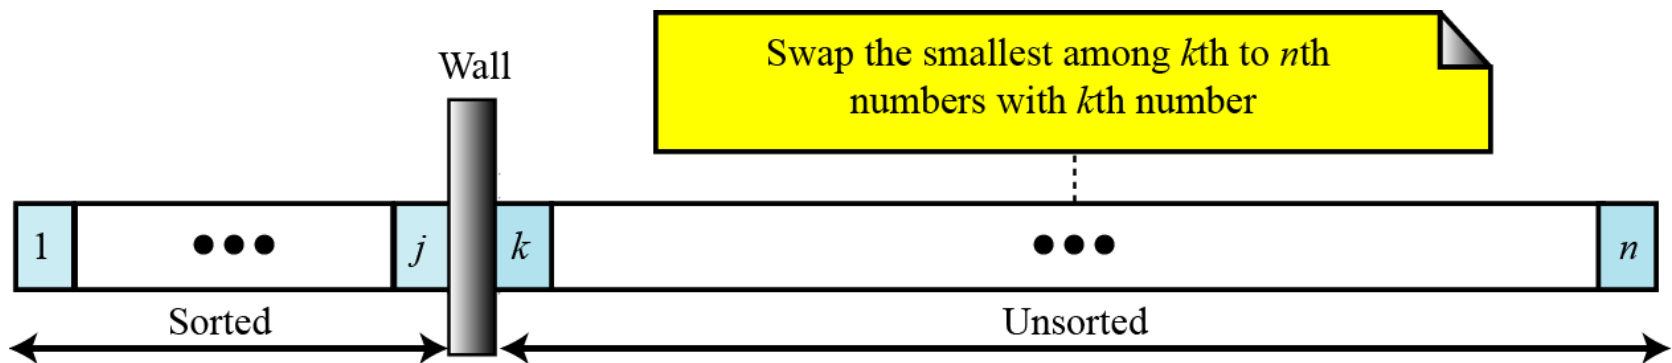 Wall
Swap the smallest among kth to nth
numbers with kth number
1
j
k
n
Sorted
Unsorted